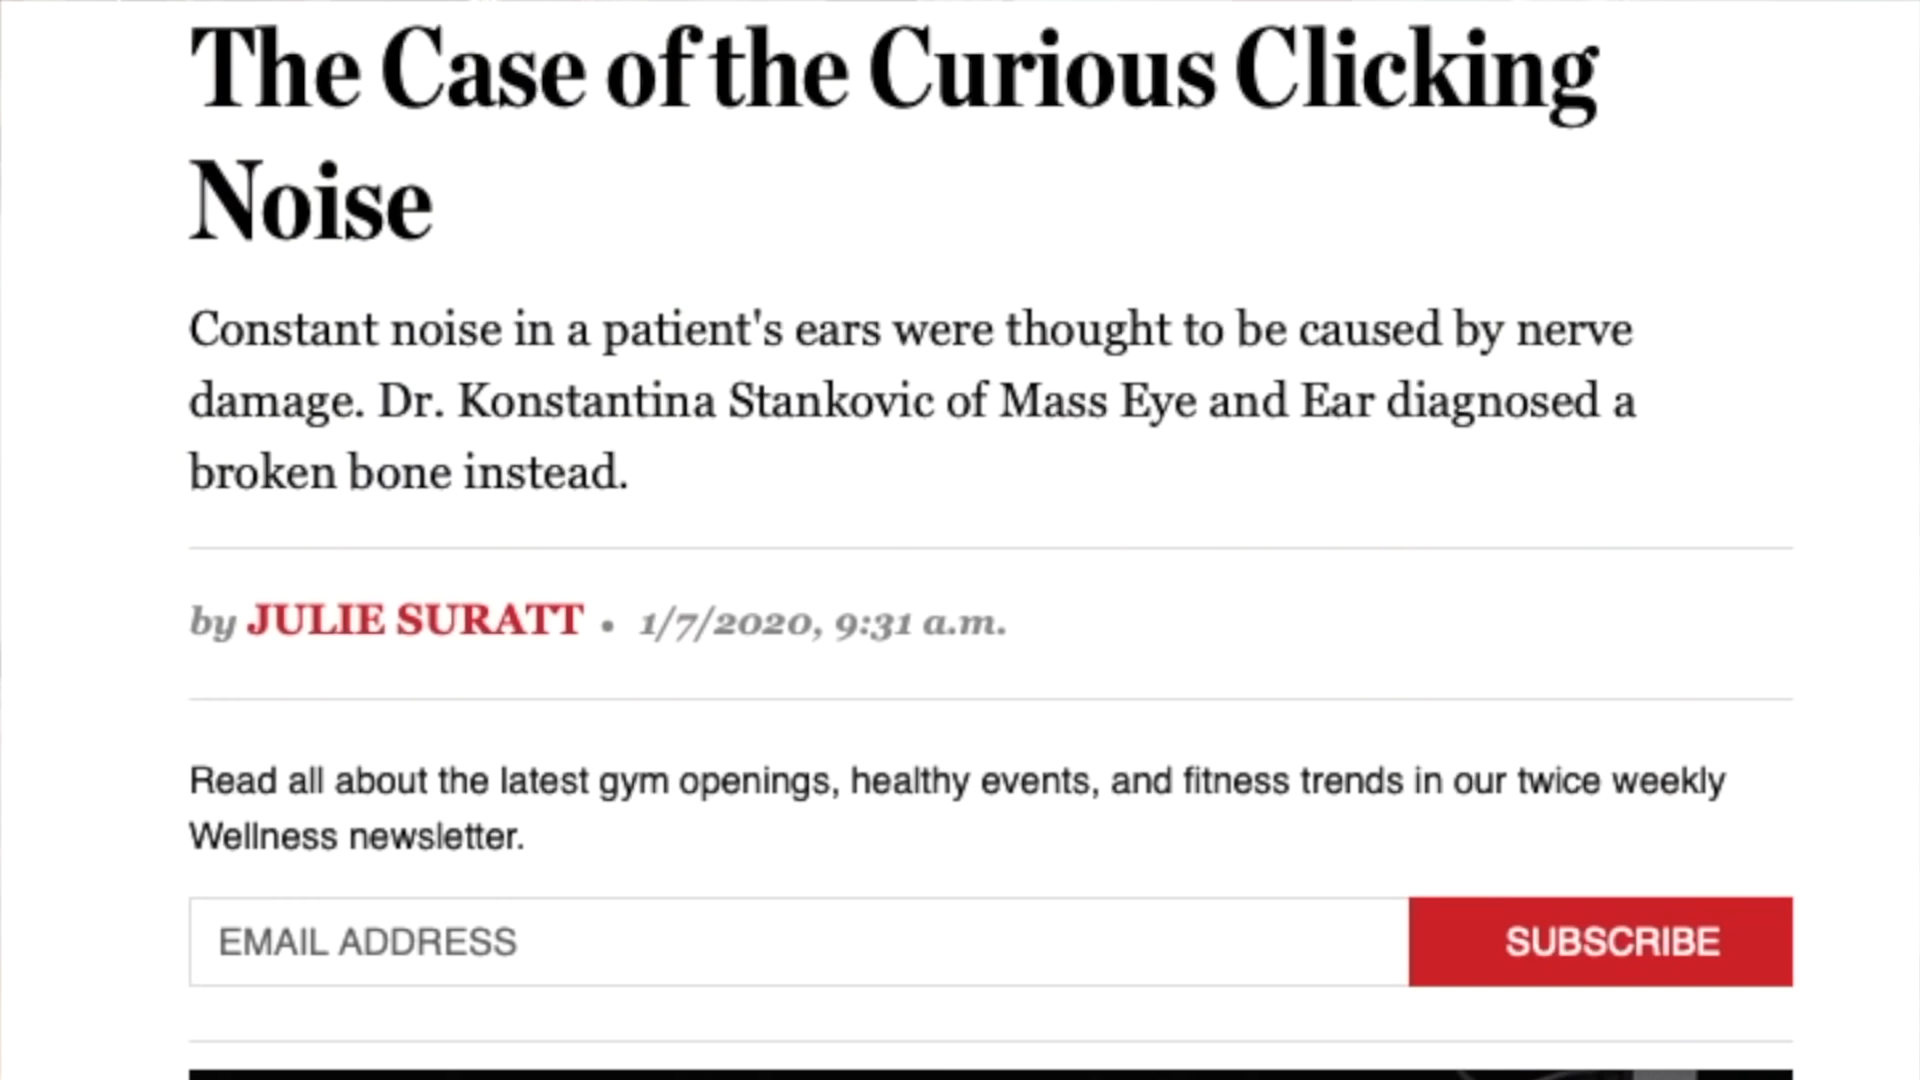 The Case of the Curious Clicking
Noise
Constant noise in a patient's ears were thought to be caused by nerve
damage. Dr. Konstantina Stankovic of Mass Eye and Ear diagnosed a
broken bone instead.
by JULIE SURATT • 1/7/2020, 9:31 a.m.
Read all about the latest gym openings, healthy events, and fitness trends in our twice weekly
Wellness newsletter.
EMAIL ADDRESS
SUBSCRIBE